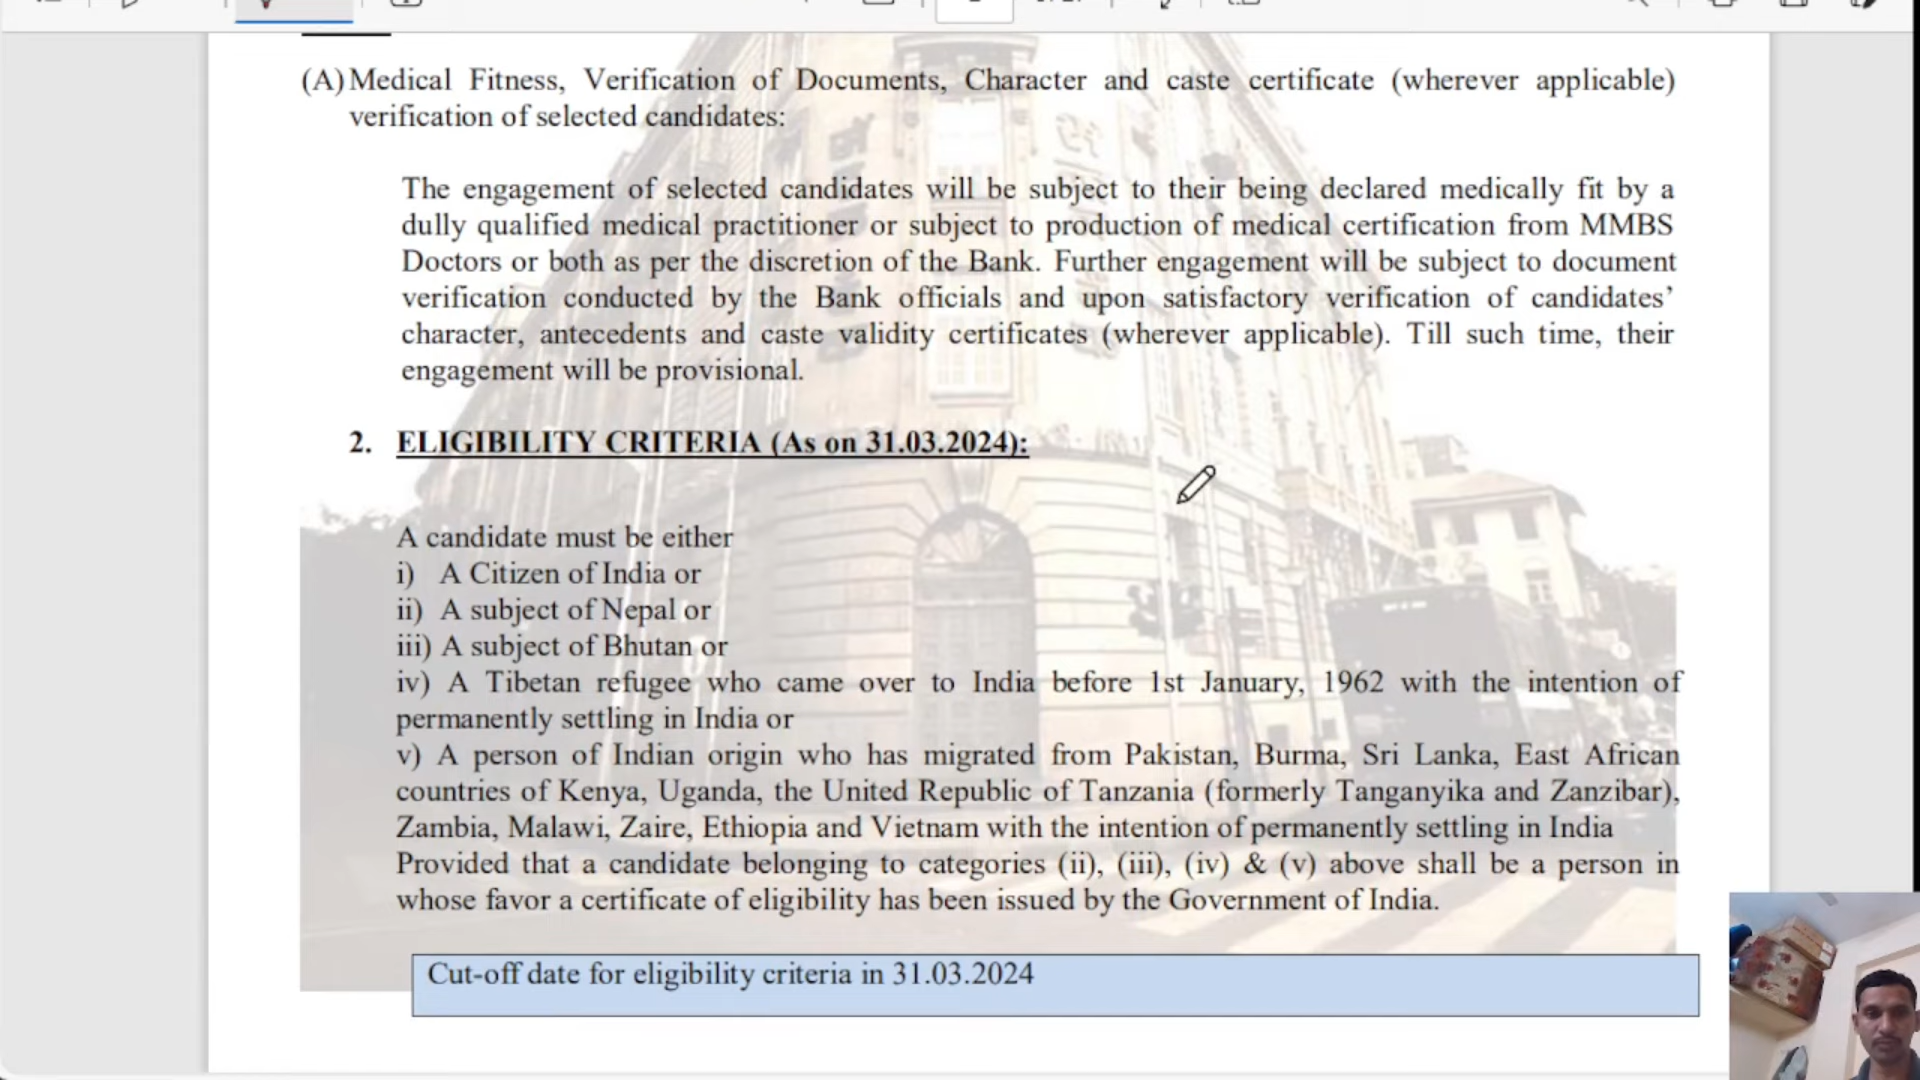 (A) Medical Fitness, Verification of Documents, Character and caste certificate (wherever applicable)
verification of selected candidates:
The engagement of selected candidates will be subject to their being declared medically fit by a
dully qualified medical practitioner or subject to production of medical certification from MMBS
Doctors or both as per the discretion of the Bank. Further engagement will be subject to document
verification conducted by the Bank officials and upon satisfactory verification of candidates’
character, antecedents and caste validity certificates (wherever applicable). Till such time, their
engagement will be provisional.
2. ELIGIBILITY CRITERIA (As on 31.03.2024):
A candidate must be either
i) A Citizen of India or
ii) A subject of Nepal or
iii) A subject of Bhutan or
iv) A Tibetan refugee who came over to India before 1st January, 1962 with the intention of
permanently settling in India or
v) A person of Indian origin who has migrated from Pakistan, Burma, Sri Lanka, East African
countries of Kenya, Uganda, the United Republic of Tanzania (formerly Tanganyika and Zanzibar),
Zambia, Malawi, Zaire, Ethiopia and Vietnam with the intention of permanently settling in India
Provided that a candidate belonging to categories (ii), (iii), (iv) & (v) above shall be a person in
whose favor a certificate of eligibility has been issued by the Government of India.
Cut-off date for eligibility criteria in 31.03.2024